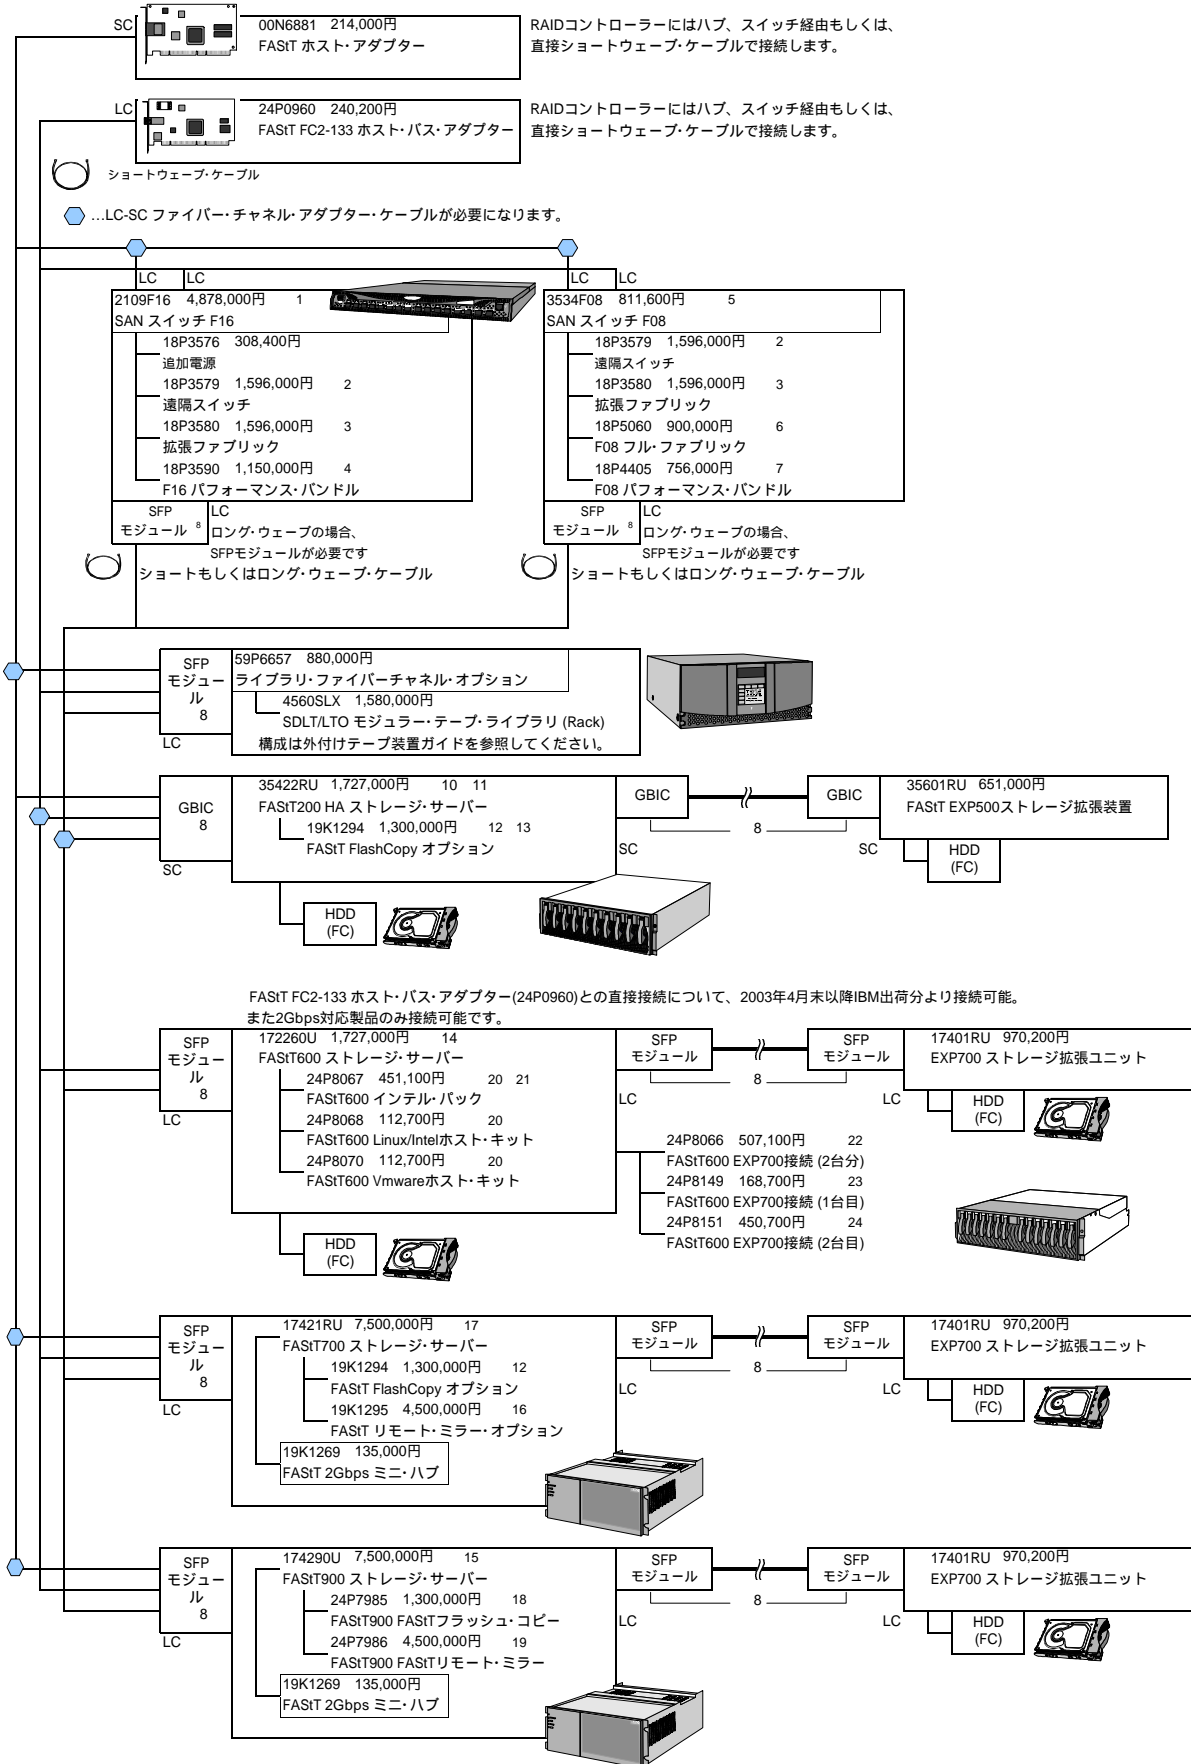 SC
00N6881 214,000円
FAStT ホスト・アダプター
RAIDコントローラーにはハブ、スイッチ経由もしくは、
直接ショートウェーブ・ケーブルで接続します。
LC
24P0960 240,200円
FAStT FC2-133 ホスト・バス・アダプター
RAIDコントローラーにはハブ、スイッチ経由もしくは、
直接ショートウェーブ・ケーブルで接続します。
ショートウェーブ・ケーブル
...LC-SC ファイバー・チャネル・アダプター・ケーブルが必要になります。
LC LC
2109F16 4,878,000円 1
SAN スイッチ F16
18P3576 308,400円
追加電源
18P3579 1,596,000円 2
遠隔スイッチ
18P3580 1,596,000円 3
拡張ファブリック
18P3590 1,150,000円 4
F16 パフォーマンス・バンドル
SFP
モジュール 8
LC
ロング・ウェーブの場合、
SFPモジュールが必要です
ショートもしくはロング・ウェーブ・ケーブル
LC LC
3534F08 811,600円 5
SAN スイッチ F08
18P3579 1,596,000円 2
遠隔スイッチ
18P3580 1,596,000円 3
拡張ファブリック
18P5060 900,000円 6
F08 フル・ファブリック
18P4405 756,000円 7
F08 パフォーマンス・バンドル
SFP
モジュール 8
LC
ロング・ウェーブの場合、
SFPモジュールが必要です
ショートもしくはロング・ウェーブ・ケーブル
SFP
モジュー
ル
8
LC
59P6657 880,000円
ライブラリ・ファイバーチャネル・オプション
4560SLX 1,580,000円
SDLT/LTO モジュラー・テープ・ライブラリ (Rack)
構成は外付けテープ装置ガイドを参照してください。
GBIC
8
SC
35422RU 1,727,000円 10 11
FAStT200 HA ストレージ・サーバー
19K1294 1,300,000円 12 13
FAStT FlashCopy オプション
HDD
(FC)
GBIC
SC
8
GBIC
SC
35601RU 651,000円
FAStT EXP500ストレージ拡張装置
HDD
(FC)
FAStT FC2-133 ホスト・バス・アダプター(24P0960)との直接接続について、2003年4月末以降IBM出荷分より接続可能。
また2Gbps対応製品のみ接続可能です。
SFP
モジュー
ル
8
LC
172260U 1,727,000円 14
FAStT600 ストレージ・サーバー
24P8067 451,100円 20 21
FAStT600 インテル・パック
24P8068 112,700円 20
FAStT600 Linux/Intelホスト・キット
24P8070 112,700円 20
FAStT600 Vmwareホスト・キット
HDD
(FC)
SFP
モジュール
LC
8
SFP
モジュール
LC
17401RU 970,200円
EXP700 ストレージ拡張ユニット
HDD
(FC)
24P8066 507,100円 22
FAStT600 EXP700接続 (2台分)
24P8149 168,700円 23
FAStT600 EXP700接続 (1台目)
24P8151 450,700円 24
FAStT600 EXP700接続 (2台目)
SFP
モジュー
ル
8
LC
17421RU 7,500,000円 17
FAStT700 ストレージ・サーバー
19K1294 1,300,000円 12
FAStT FlashCopy オプション
19K1295 4,500,000円 16
FAStT リモート・ミラー・オプション
19K1269 135,000円
FAStT 2Gbps ミニ・ハブ
SFP
モジュール
LC
8
SFP
モジュール
LC
17401RU 970,200円
EXP700 ストレージ拡張ユニット
HDD
(FC)
SFP
モジュー
ル
8
LC
174290U 7,500,000円 15
FAStT900 ストレージ・サーバー
24P7985 1,300,000円 18
FAStT900 FAStTフラッシュ・コピー
24P7986 4,500,000円 19
FAStT900 FAStTリモート・ミラー
19K1269 135,000円
FAStT 2Gbps ミニ・ハブ
SFP
モジュール
LC
8
SFP
モジュール
LC
17401RU 970,200円
EXP700 ストレージ拡張ユニット
HDD
(FC)